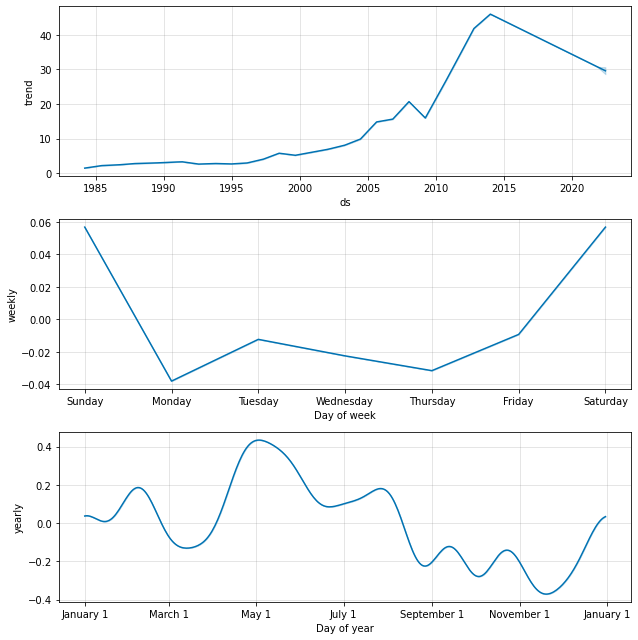 40
30
20
10
0
trend
1985 1990 1995 2000 2005 2010 2015 2020
ds
0.06
0.04
0.02
0.00
−0.02
−0.04
weekly
Sunday Monday Tuesday Wednesday Thursday Friday Saturday
Day of week
0.4
0.2
0.0
−0.2
−0.4
yearly
January 1 March 1 May 1 July 1 September 1 November 1 January 1
Day of year